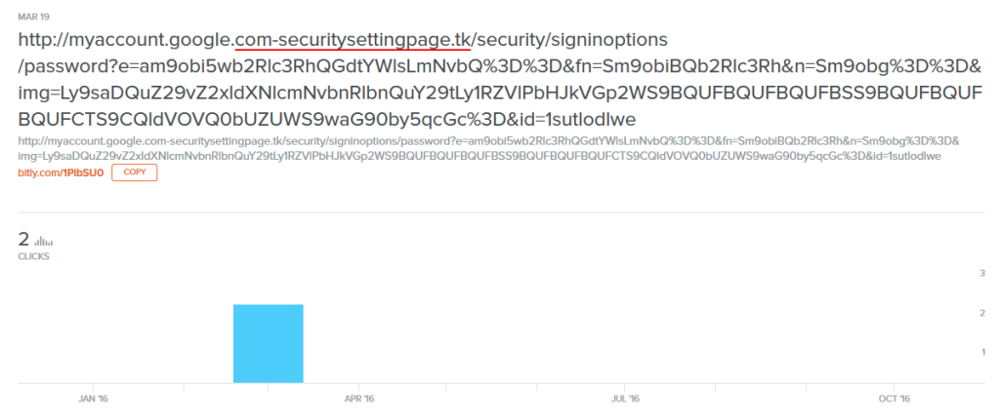 MAR 19
http://myaccount.google.com-securitysettingpage.tk/security/signinoptions
/password?e=am9obi5wb2Rlc3RhQGdtYWlsLmNvbQ%3D%3D&fn=Sm9obiBQb2Rlc3Rh&n=Sm9obg%3D%3D&
img=Ly9saDQuZ29vZ2xldXNlcmNvbnRlbnQuY29tLy1RZVlPbHJkVGp2WS9BQUFBQUFBQUFBSS9BQUFBQUF
BQUFCTS9CQldVOVQ0bUZUWS9waG90by5qcGc%3D&id=1sutlodlwe
http://myaccount.google.com-securitysettingpage.tk/security/signinoptions/password?e=am9obi5wb2Rlc3RhQGdtYWlsLmNvbQ%3D%3D&fn=Sm9obiBQb2Rlc3Rh&n=Sm9obg%3D%3D&
img=Ly9saDQuZ29vZ2xldXNlcmNvbnRlbnQuY29tLy1RZVlPbHJkVGp2WS9BQUFBQUFBQUFBSS9BQUFBQUFBQUFCTS9CQldVOVQ0bUZUWS9waG90by5qcGc%3D&id=1sutlodlwe
bitly.com/1PibSU0 COPY
2
CLICKS
3
2
1
JAN '16 APR '16 JUL '16 OCT '16